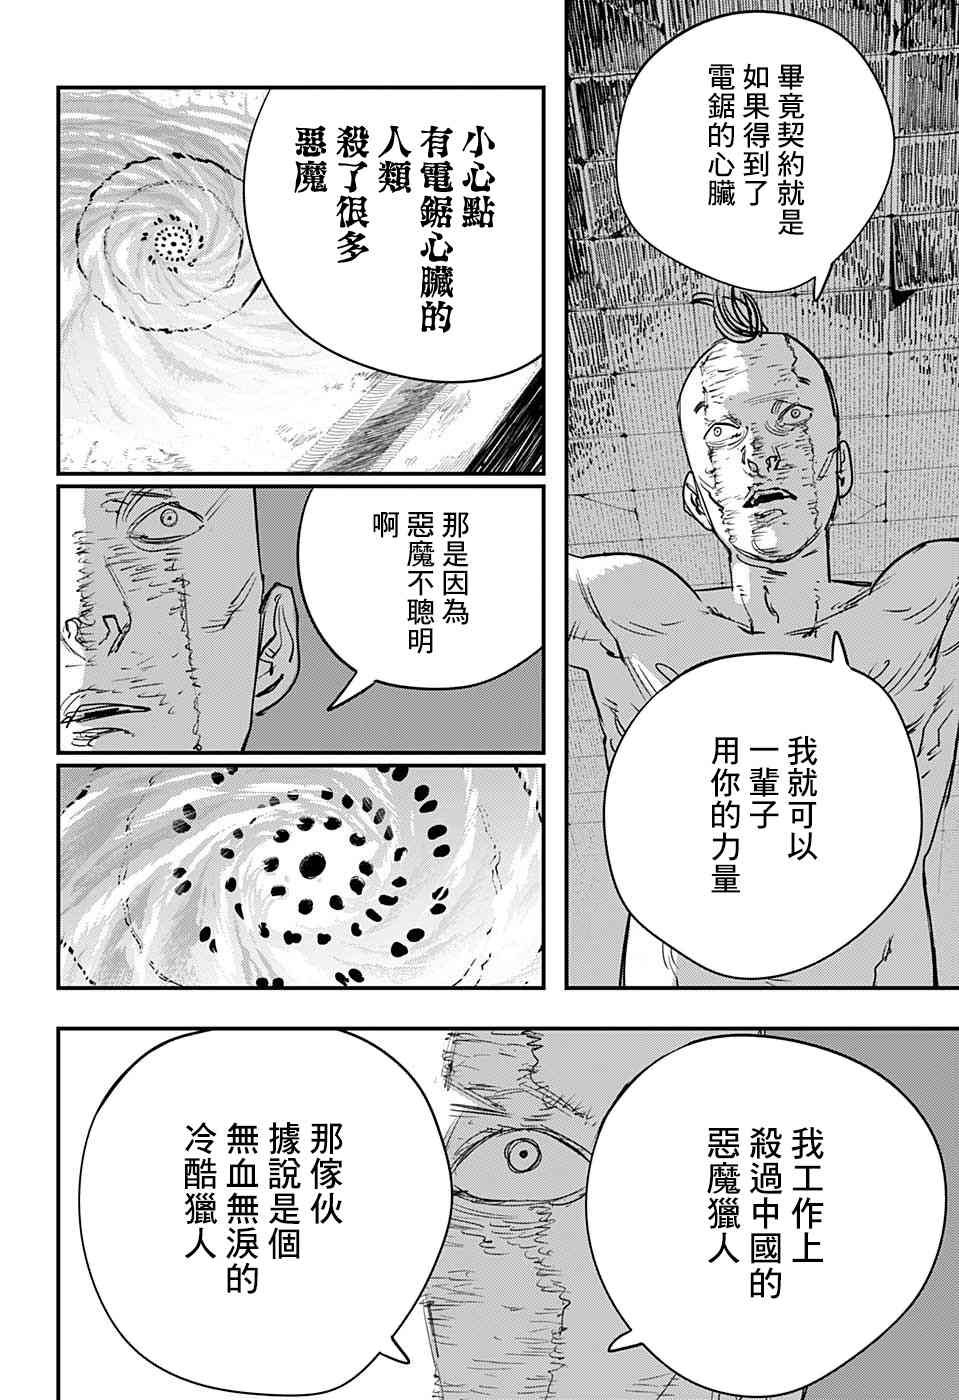 畢竟契約就是
如果得到了
電鋸的心臟
我就可以
一輩子
用你的力量
小心點
有電鋸心臟的
人類
殺了很多
惡魔
那是因為
惡魔不聰明
啊
我工作上
殺過中國的
惡魔獵人
那傢伙
據說是個
無血無淚的
冷酷獵人